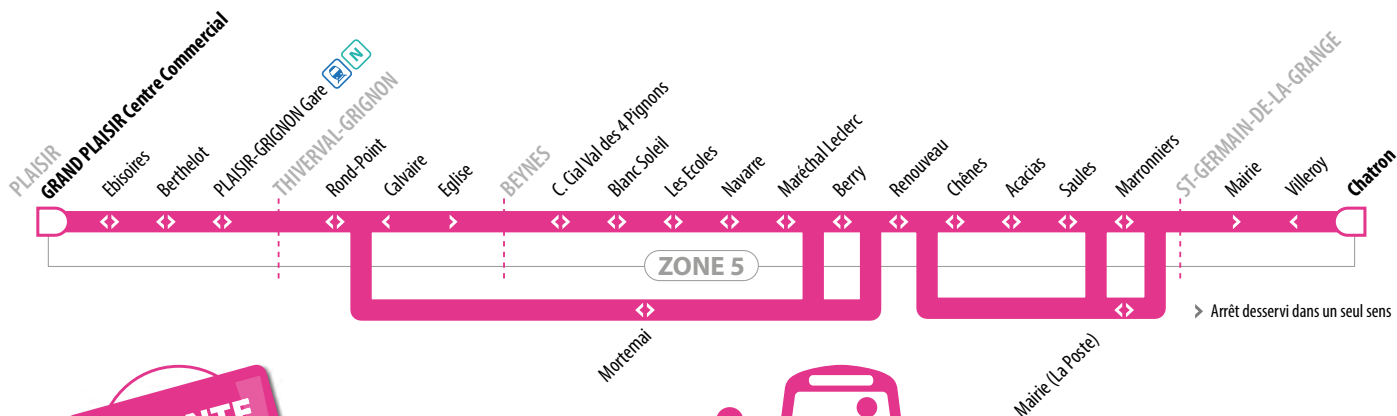 PLAISIR
GRAND PLAISIR Centre Commercial
Ebisoires
Berthelot
PLAISIR-GRIGNON Gare N
THIVERVAL-GRIGNON
Rond-Point
Calvaire
Eglise
BEYNES
C. Cial Val des 4 Pignons
Blanc Soleil
Les Ecoles
Navarre
Maréchal Leclerc
Berry
Renouveau
Chênes
Acacias
Saules
Marronniers
ST-GERMAIN-DE-LA-GRANGE
Mairie
Villeroy
Chatron
ZONE 5
Mortemai
Mairie (La Poste)
> Arrêt desservi dans un seul sens